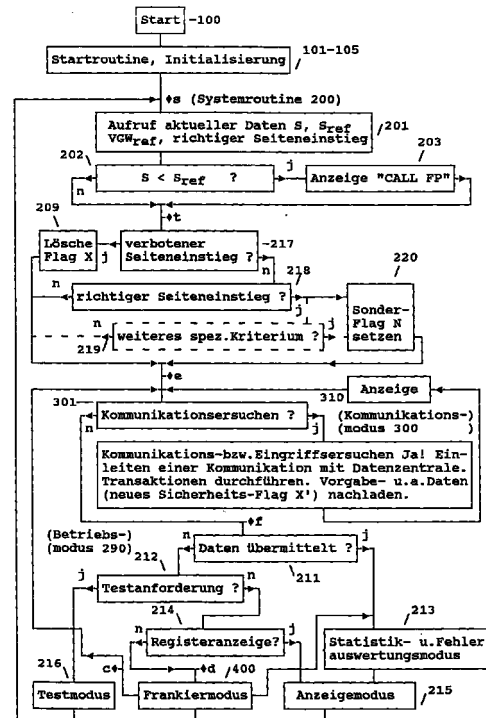 Start -100
Startroutine, Initialisierung
101-105
s (Systemroutine 200)
Aufruf aktueller Daten S, Sref
VGWref, richtiger Seiteneinstieg
201
202
203
S < Sref ?
j
n
Anzeige "CALL FP"
t
209
Lösche
Flag X
j
verbotener
Seiteneinstieg ?
-217
n
218
220
n
richtiger Seiteneinstieg ?
j
Sonder-
Flag N
setzen
n
219
weiteres spez.Kriterium ?
j
e
310
Anzeige
301
n
Kommunikationsersuchen ?
j
(Kommunikations-)
(modus 300 )
Kommunikations-bzw.Eingriffsersuchen Ja! Ein-
leiten einer Kommunikation mit Datenzentrale.
Transaktionen durchführen. Vorgabe- u.a.Daten
(neues Sicherheits-Flag X') nachladen.
f
(Betriebs-)
(modus 290)
n
Daten übermittelt ?
j
212
211
j
Testanforderung ?
n
214
213
n
Registeranzeige?
j
Statistik- u.Fehler
auswertungsmodus
216
c
d
400
Testmodus
Frankiermodus
Anzeigemodus
215